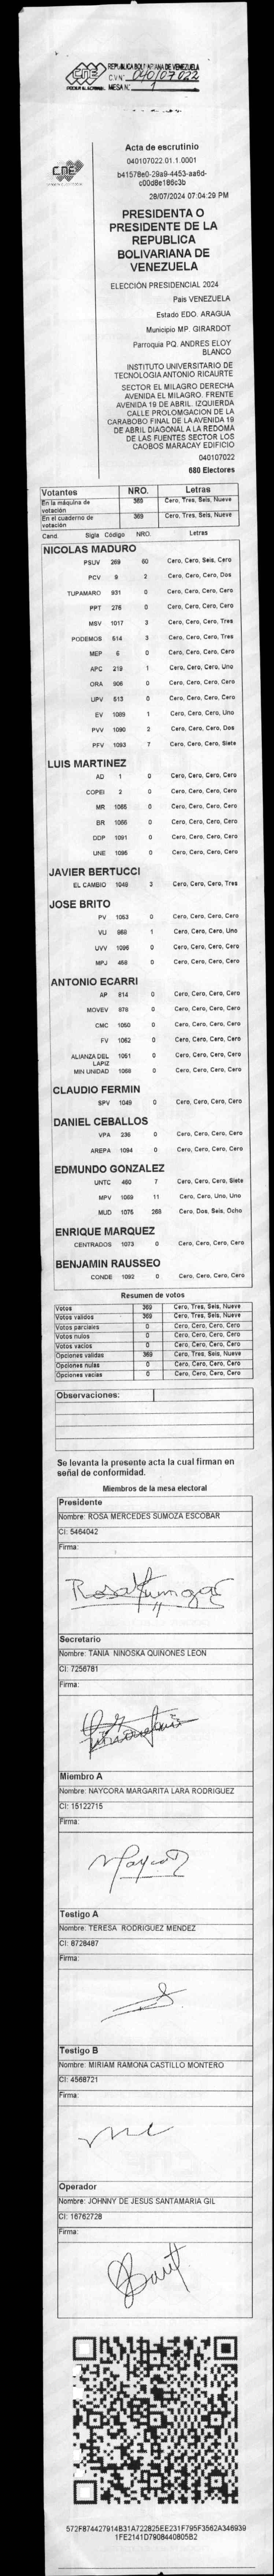 REPUBLICA BOLIVARIANA DE VENEZUELA
CNE
PODER ELECTORAL
C.V N° 040107022
MESA N° 1
CNE
Acta de escrutinio
040107022.01.1.0001
b41578e0-29a9-4453-aa6d-
c00d8e186c3b
28/07/2024 07:04:29 PM
PRESIDENTA O
PRESIDENTE DE LA
REPUBLICA
BOLIVARIANA DE
VENEZUELA
ELECCIÓN PRESIDENCIAL 2024
País VENEZUELA
Estado EDO. ARAGUA
Municipio MP. GIRARDOT
Parroquia PQ. ANDRES ELOY
BLANCO
INSTITUTO UNIVERSITARIO DE
TECNOLOGIA ANTONIO RICAURTE
SECTOR EL MILAGRO DERECHA
AVENIDA EL MILAGRO. FRENTE
AVENIDA 19 DE ABRIL. IZQUIERDA
CALLE PROLOMGACION DE LA
CARABOBO FINAL DE LA AVENIDA 19
DE ABRIL DIAGONAL A LA REDOMA
DE LAS FUENTES SECTOR LOS
CAOBOS MARACAY EDIFICIO
040107022
680 Electores
Votantes NRO. Letras
En la máquina de votación 369 Cero, Tres, Seis, Nueve
En el cuaderno de votación 369 Cero, Tres, Seis, Nueve
Cand. Sigla Código NRO. Letras
NICOLAS MADURO
PSUV 269 60 Cero, Cero, Seis, Cero
PCV 9 2 Cero, Cero, Cero, Dos
TUPAMARO 931 0 Cero, Cero, Cero, Cero
PPT 276 0 Cero, Cero, Cero, Cero
MSV 1017 3 Cero, Cero, Cero, Tres
PODEMOS 514 3 Cero, Cero, Cero, Tres
MEP 6 0 Cero, Cero, Cero, Cero
APC 219 1 Cero, Cero, Cero, Uno
ORA 906 0 Cero, Cero, Cero, Cero
UPV 513 0 Cero, Cero, Cero, Cero
EV 1089 1 Cero, Cero, Cero, Uno
PVV 1090 2 Cero, Cero, Cero, Dos
PFV 1093 7 Cero, Cero, Cero, Siete
LUIS MARTINEZ
AD 1 0 Cero, Cero, Cero, Cero
COPEI 2 0 Cero, Cero, Cero, Cero
MR 1065 0 Cero, Cero, Cero, Cero
BR 1066 0 Cero, Cero, Cero, Cero
DDP 1091 0 Cero, Cero, Cero, Cero
UNE 1095 0 Cero, Cero, Cero, Cero
JAVIER BERTUCCI
EL CAMBIO 1048 3 Cero, Cero, Cero, Tres
JOSE BRITO
PV 1053 0 Cero, Cero, Cero, Cero
VU 968 1 Cero, Cero, Cero, Uno
UVV 1096 0 Cero, Cero, Cero, Cero
MPJ 458 0 Cero, Cero, Cero, Cero
ANTONIO ECARRI
AP 814 0 Cero, Cero, Cero, Cero
MOVEV 979 0 Cero, Cero, Cero, Cero
CMC 1050 0 Cero, Cero, Cero, Cero
FV 1062 0 Cero, Cero, Cero, Cero
ALIANZA DEL LAPIZ 1051 0 Cero, Cero, Cero, Cero
MIN UNIDAD 1068 0 Cero, Cero, Cero, Cero
CLAUDIO FERMIN
SPV 1049 0 Cero, Cero, Cero, Cero
DANIEL CEBALLOS
VPA 236 0 Cero, Cero, Cero, Cero
AREPA 1094 0 Cero, Cero, Cero, Cero
EDMUNDO GONZALEZ
UNTC 460 7 Cero, Cero, Cero, Siete
MPV 1069 11 Cero, Cero, Uno, Uno
MUD 1075 268 Cero, Dos, Seis, Ocho
ENRIQUE MARQUEZ
CENTRADOS 1073 0 Cero, Cero, Cero, Cero
BENJAMIN RAUSSEO
CONDE 1092 0 Cero, Cero, Cero, Cero
Resumen de votos
Votos 369 Cero, Tres, Seis, Nueve
Votos validos 369 Cero, Tres, Seis, Nueve
Votos parciales 0 Cero, Cero, Cero, Cero
Votos nulos 0 Cero, Cero, Cero, Cero
Votos vacios 0 Cero, Cero, Cero, Cero
Opciones validas 369 Cero, Tres, Seis, Nueve
Opciones nulas 0 Cero, Cero, Cero, Cero
Opciones vacias 0 Cero, Cero, Cero, Cero
Observaciones:
Se levanta la presente acta la cual firman en
señal de conformidad.
Miembros de la mesa electoral
Presidente
Nombre: ROSA MERCEDES SUMOZA ESCOBAR
CI: 5464042
Firma:
Rosa Sumoza
Secretario
Nombre: TANIA NINOSKA QUINONES LEON
CI: 7256781
Firma:
Miembro A
Nombre: NAYCORA MARGARITA LARA RODRIGUEZ
CI: 15122715
Firma:
Testigo A
Nombre: TERESA RODRIGUEZ MENDEZ
CI: 8728487
Firma:
Testigo B
Nombre: MIRIAM RAMONA CASTILLO MONTERO
CI: 4568721
Firma:
Operador
Nombre: JOHNNY DE JESUS SANTAMARIA GIL
CI: 16762728
Firma:
572F874427914B31A722825EE231F795F3562A346939
1FE2141D7908440805B2